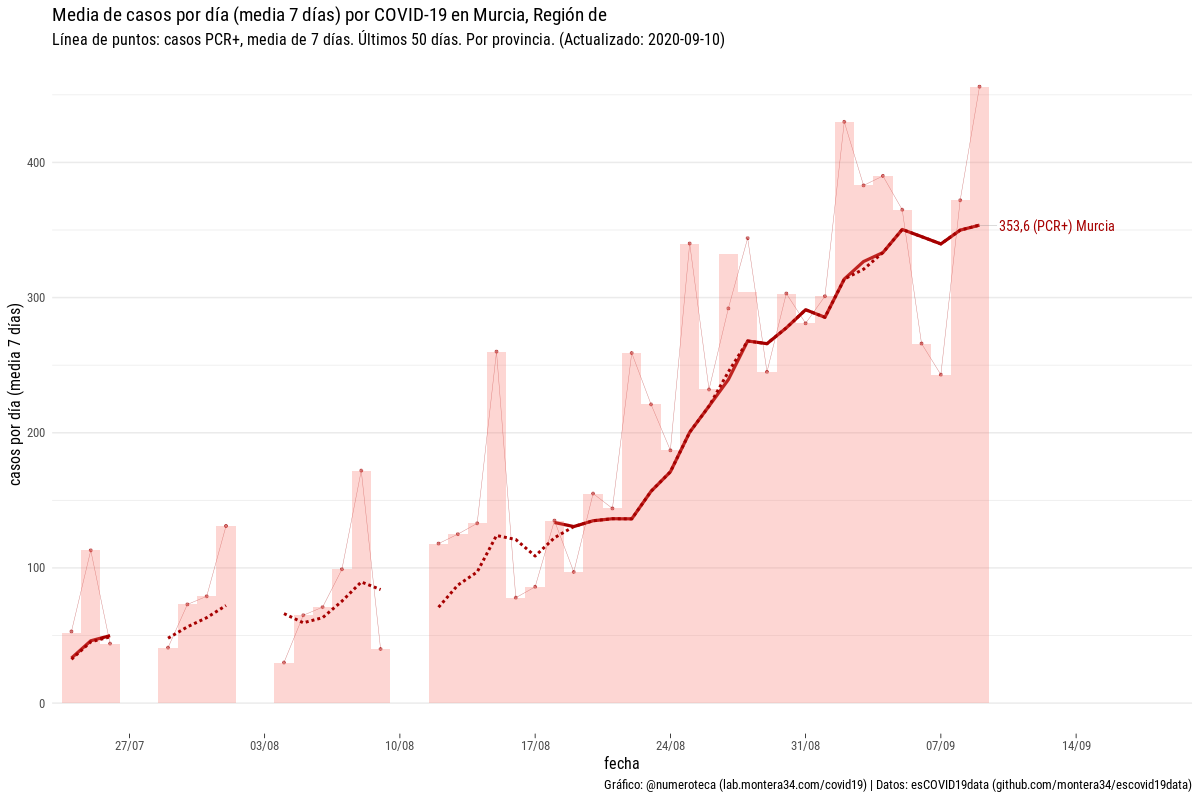 Media de casos por día (media 7 días) por COVID-19 en Murcia, Región de
Línea de puntos: casos PCR+, media de 7 días. Últimos 50 días. Por provincia. (Actualizado: 2020-09-10)
casos por día (media 7 días)
400
300
200
100
0
353,6 (PCR+) Murcia
27/07
03/08
10/08
17/08
24/08
31/08
07/09
14/09
fecha
Gráfico: @numeroteca (lab.montera34.com/covid19) | Datos: esCOVID19data (github.com/montera34/escovid19data)